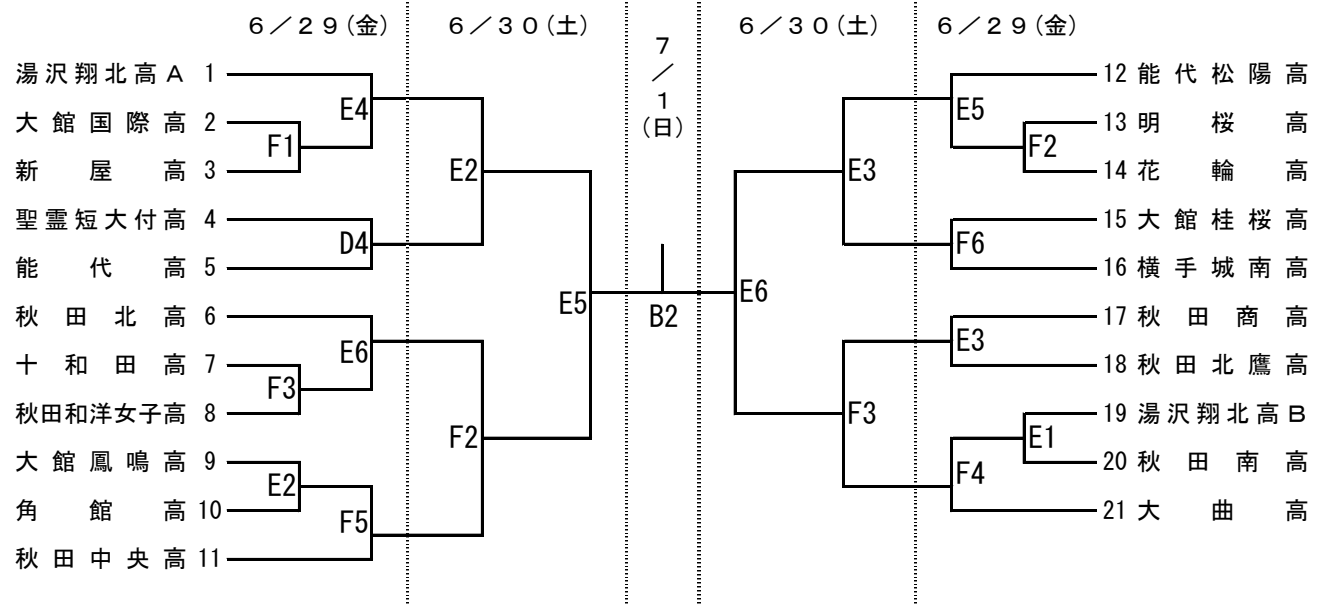 ６／２９(金) ６／３０(土) ６／３０(土) ６／２９(金)
７
／
１
(日)
湯沢翔北高Ａ 1
大館国際高 2
新屋高 3
聖霊短大付高 4
能代高 5
秋田北高 6
十和田高 7
秋田和洋女子高 8
大館鳳鳴高 9
角館高 10
秋田中央高 11
F1
F3
E2
E4
D4
E6
F5
E2
F2
E5
B2
E6
E3
F3
E5
F6
E3
F4
F2
E1
12 能代松陽高
13 明桜高
14 花輪高
15 大館桂桜高
16 横手城南高
17 秋田商高
18 秋田北鷹高
19 湯沢翔北高Ｂ
20 秋田南高
21 大曲高